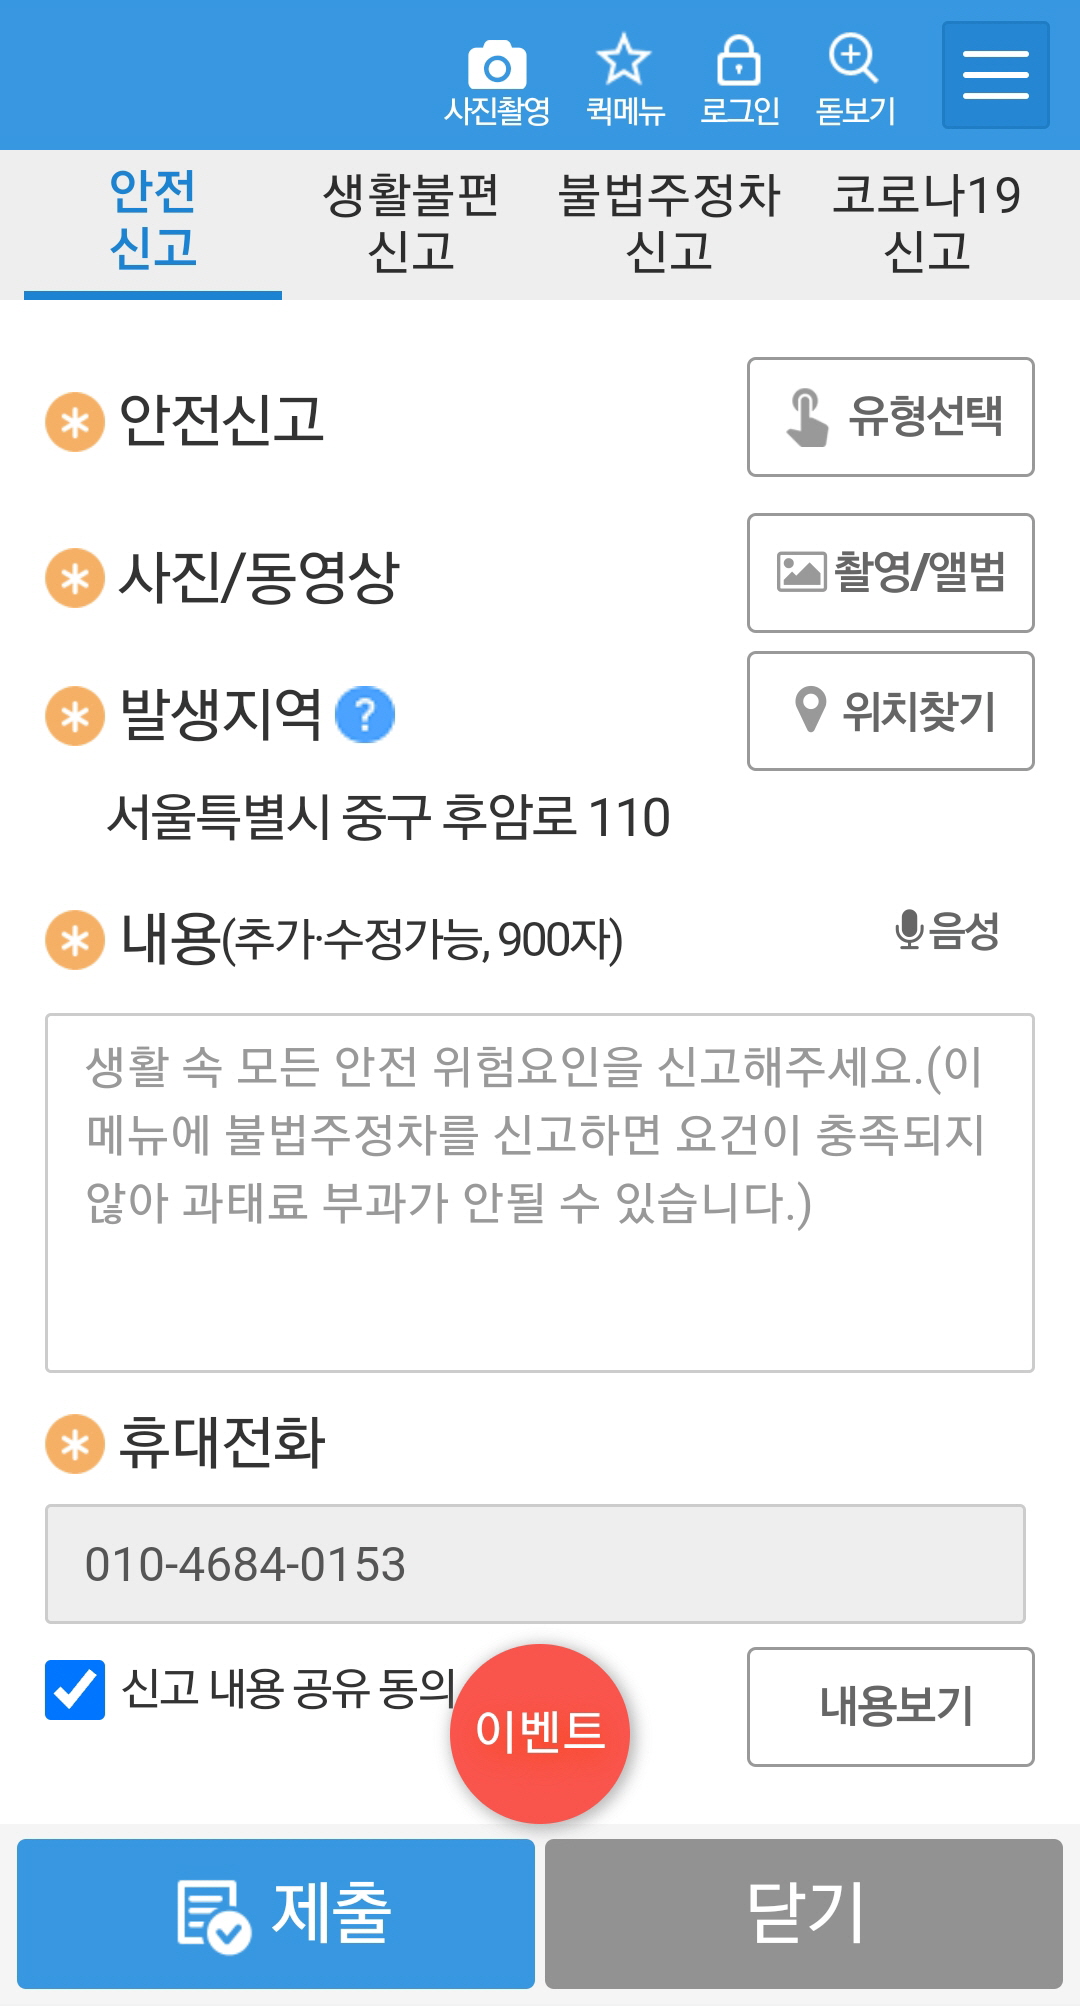 사진촬영 퀵메뉴 로그인 돋보기
안전 생활불편 불법주정차 코로나19
신고 신고 신고 신고
안전신고 유형선택
사진/동영상 촬영/앨범
발생지역 ? 위치찾기
서울특별시 중구 후암로 110
내용(추가·수정가능, 900자) 음성
생활 속 모든 안전 위험요인을 신고해주세요.(이
메뉴에 불법주정차를 신고하면 요건이 충족되지
않아 과태료 부과가 안될 수 있습니다.)
휴대전화
010-4684-0153
신고 내용 공유 동의 내용보기
이벤트
제출 닫기